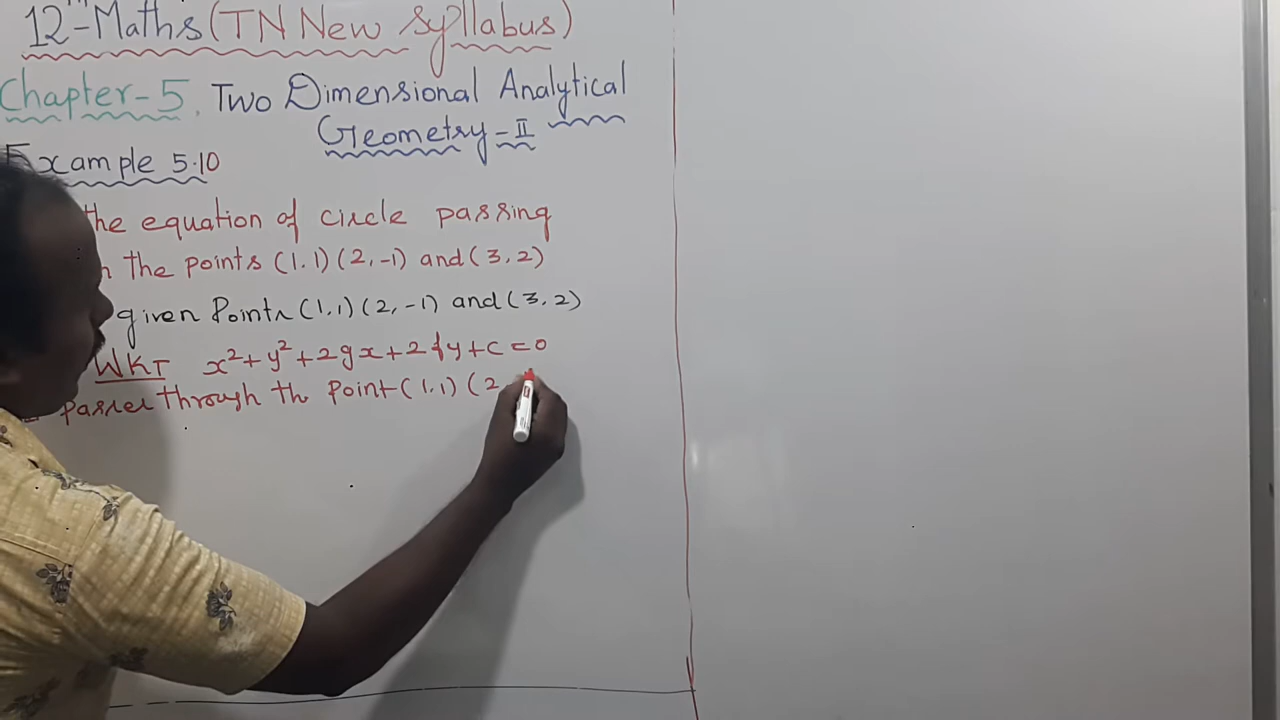 12th-Maths (TN New Syllabus)
Chapter-5. Two Dimensional Analytical
Geometry-II
Example 5.10
the equation of circle passing
the points (1,1) (2,-1) and (3,2)
given Points (1,1) (2,-1) and (3,2)
WKT x²+y²+2gx+2fy+c=0
passes through th point (1,1) (2